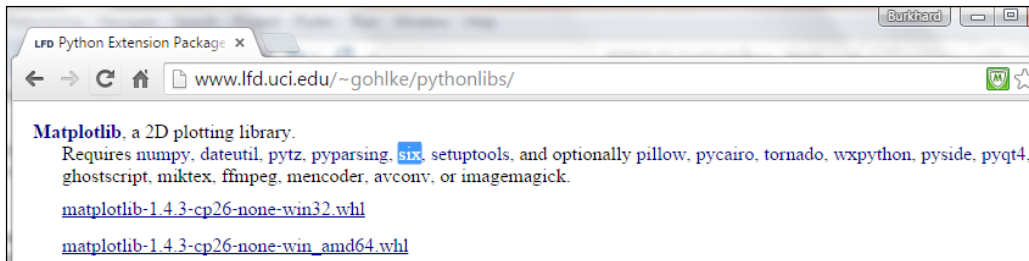 Burkhard
LFD Python Extension Package
www.lfd.uci.edu/~gohlke/pythonlibs/
Matplotlib, a 2D plotting library.
Requires numpy, dateutil, pytz, pyparsing, six, setuptools, and optionally pillow, pycairo, tornado, wxpython, pyside, pyqt4,
ghostscript, miktex, ffmpeg, mencoder, avconv, or imagemagick.
matplotlib-1.4.3-cp26-none-win32.whl
matplotlib-1.4.3-cp26-none-win_amd64.whl